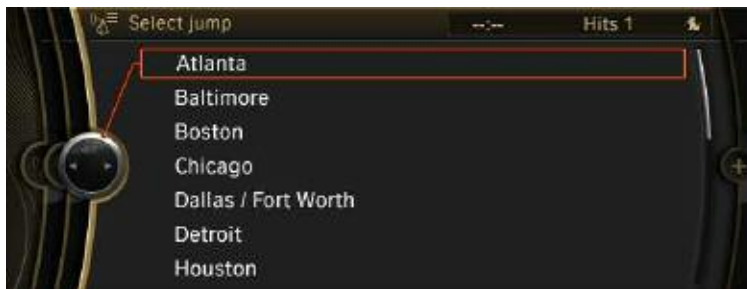 Select jump --:-- Hits 1
Atlanta
Baltimore
Boston
Chicago
Dallas / Fort Worth
Detroit
Houston